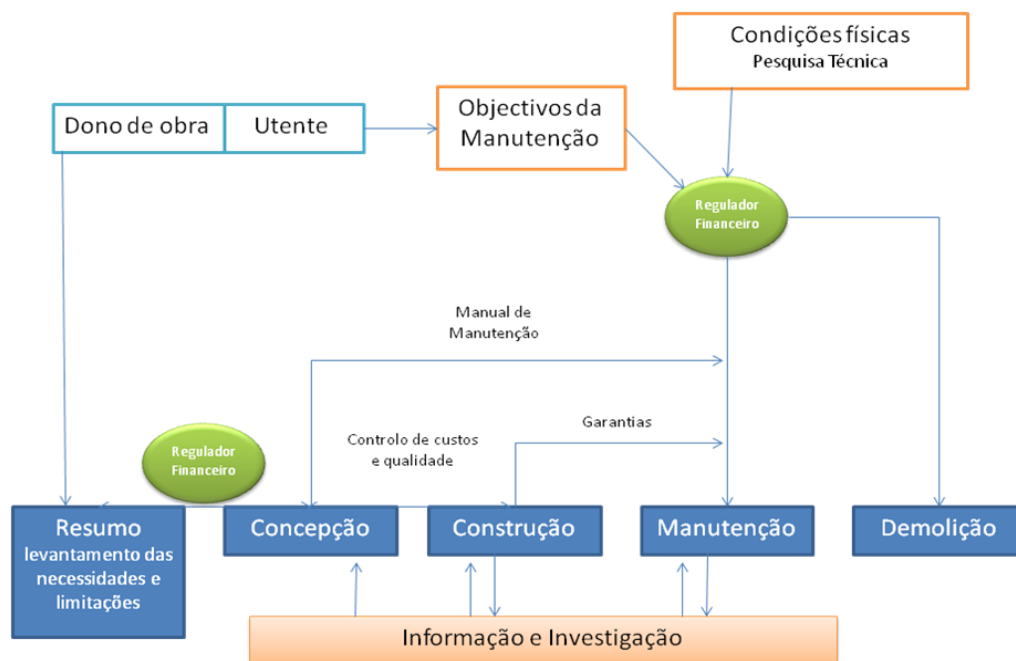 Condições físicas
Pesquisa Técnica
Dono de obra
Utente
Objectivos da
Manutenção
Regulador
Financeiro
Manual de
Manutenção
Garantias
Controlo de custos
e qualidade
Regulador
Financeiro
Resumo
levantamento das
necessidades e
limitações
Concepção
Construção
Manutenção
Demolição
Informação e Investigação